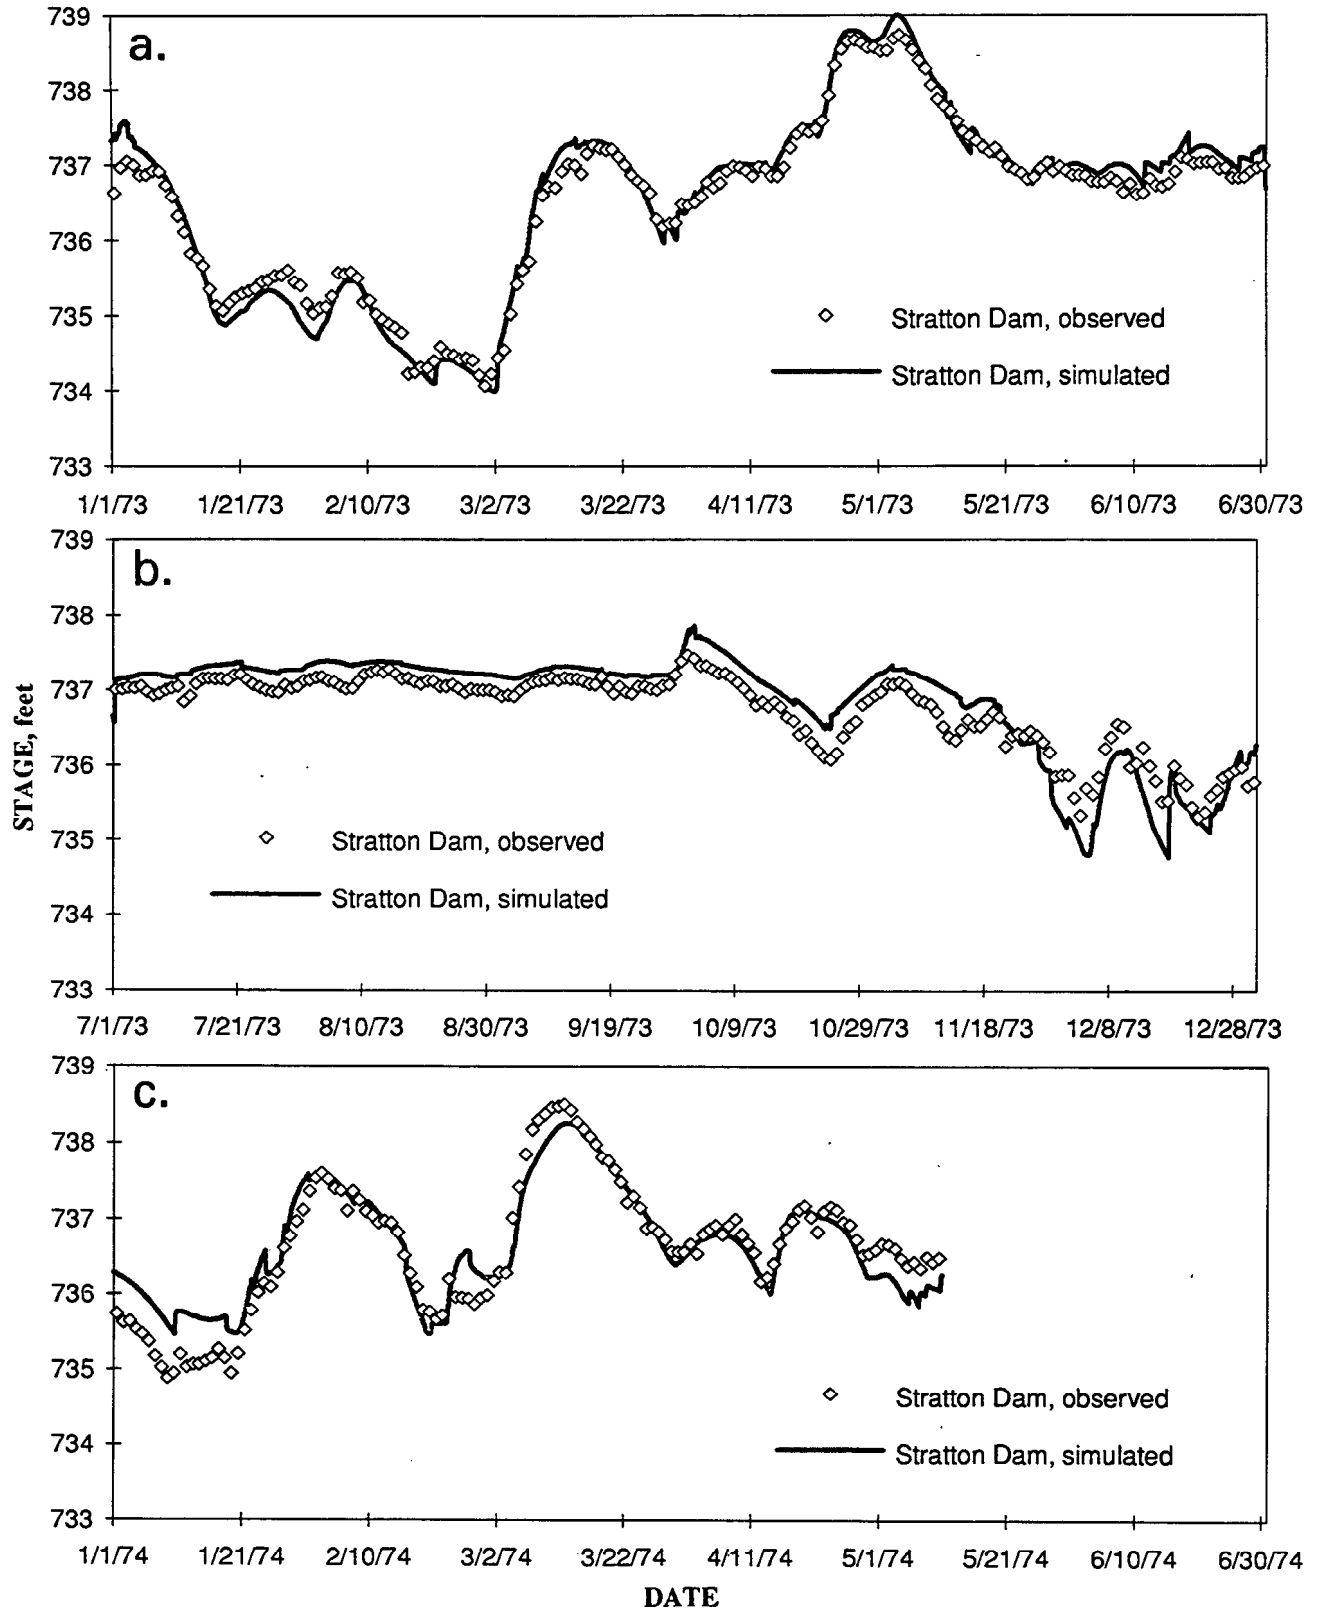 a.
739
738
737
736
735
734
733
Stratton Dam, observed
Stratton Dam, simulated
1/1/73 1/21/73 2/10/73 3/2/73 3/22/73 4/11/73 5/1/73 5/21/73 6/10/73 6/30/73
STAGE, feet
b.
739
738
737
736
735
734
733
Stratton Dam, observed
Stratton Dam, simulated
7/1/73 7/21/73 8/10/73 8/30/73 9/19/73 10/9/73 10/29/73 11/18/73 12/8/73 12/28/73
c.
739
738
737
736
735
734
733
Stratton Dam, observed
Stratton Dam, simulated
1/1/74 1/21/74 2/10/74 3/2/74 3/22/74 4/11/74 5/1/74 5/21/74 6/10/74 6/30/74
DATE